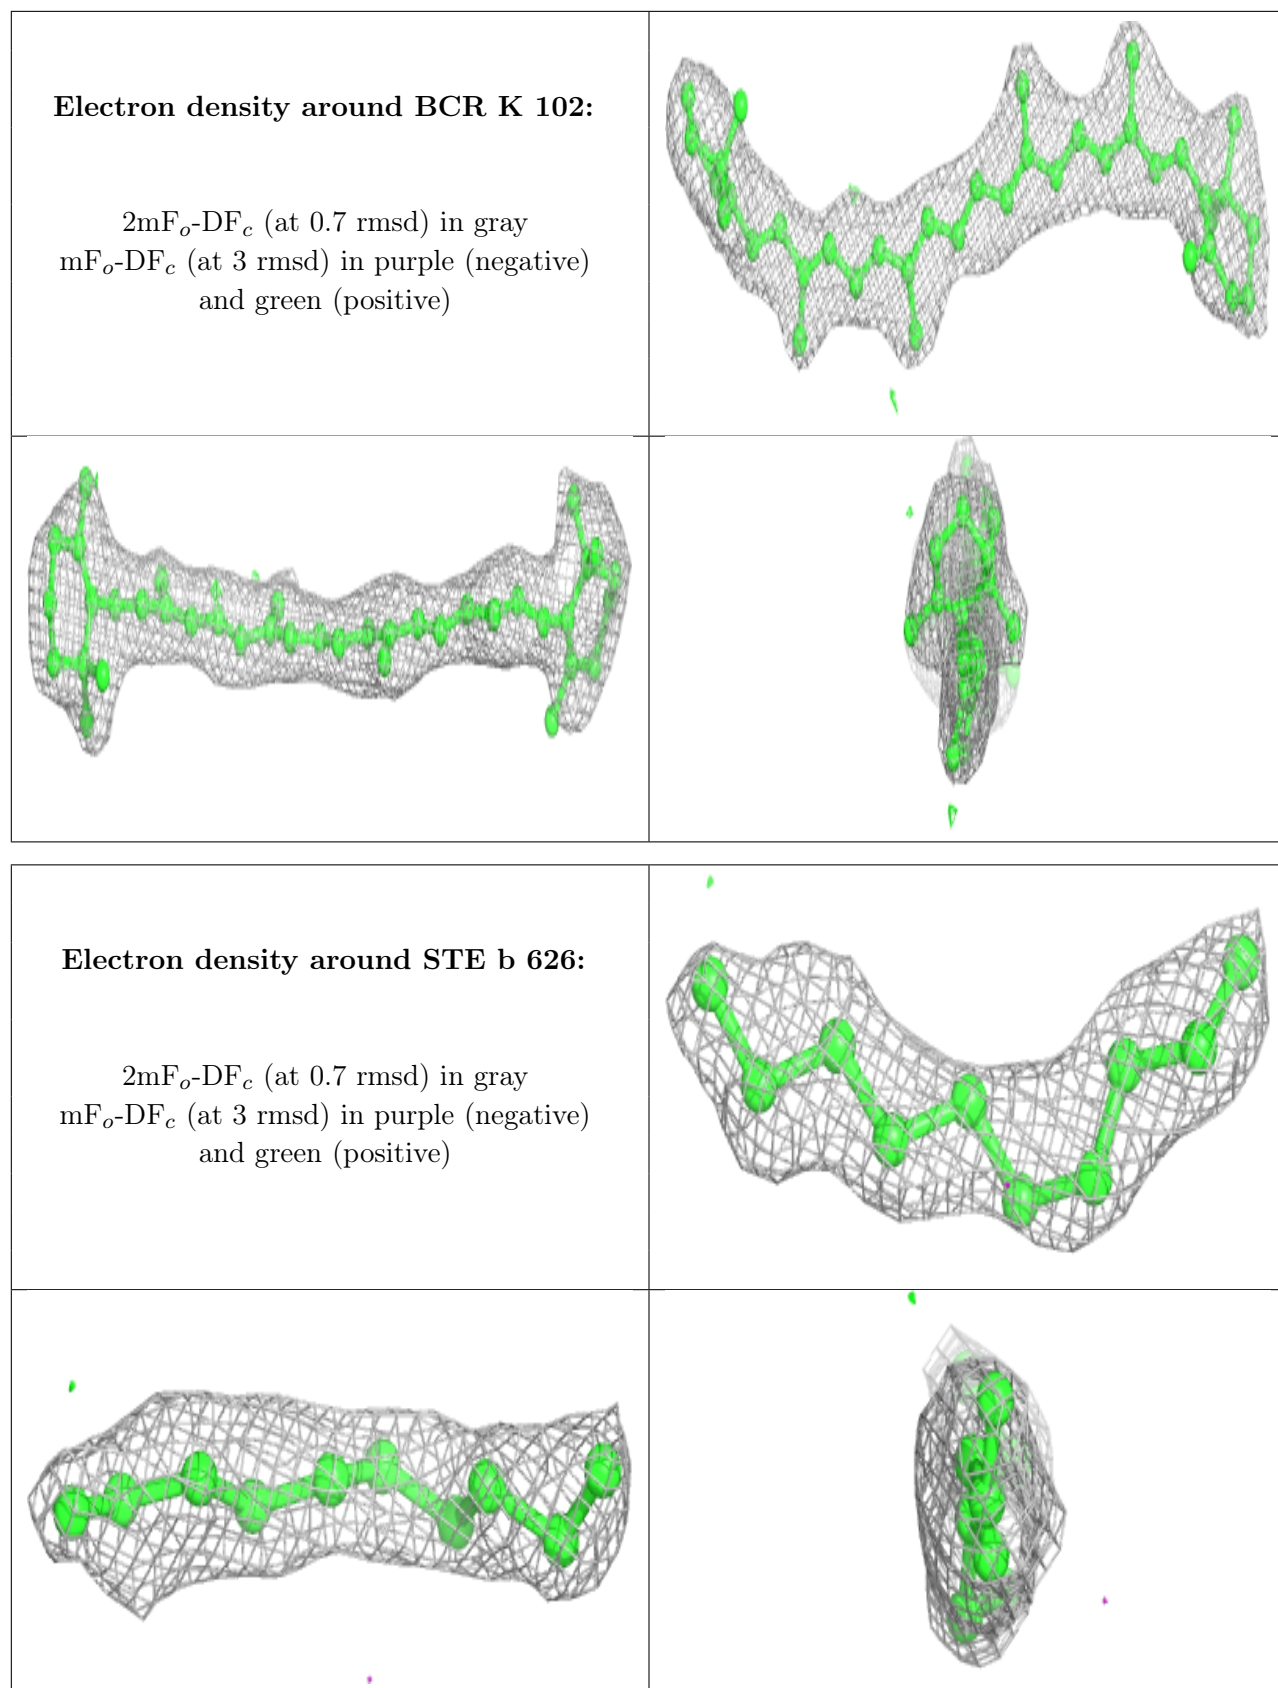 Electron density around BCR K 102:
2mFo-DFc (at 0.7 rmsd) in gray
mFo-DFc (at 3 rmsd) in purple (negative)
and green (positive)
Electron density around STE b 626:
2mFo-DFc (at 0.7 rmsd) in gray
mFo-DFc (at 3 rmsd) in purple (negative)
and green (positive)